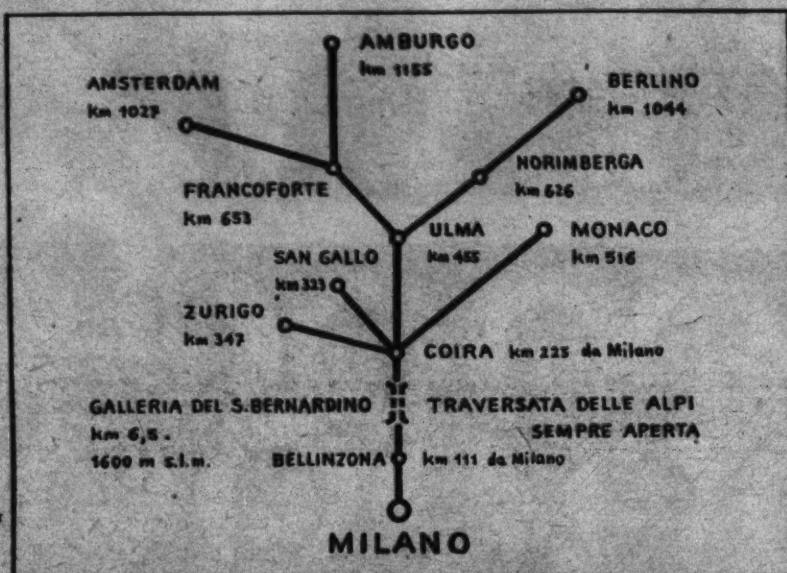 AMBURGO
km 1155
AMSTERDAM
km 1027
BERLINO
km 1044
NORIMBERGA
km 626
FRANCOFORTE
km 653
ULMA
km 455
MONACO
km 516
SAN GALLO
km 323
ZURIGO
km 347
COIRA km 225 da Milano
GALLERIA DEL S. BERNARDINO
km 6,5.
1600 m s.l.m.
TRAVERSATA DELLE ALPI
SEMPRE APERTA
BELLINZONA
km 111 da Milano
MILANO